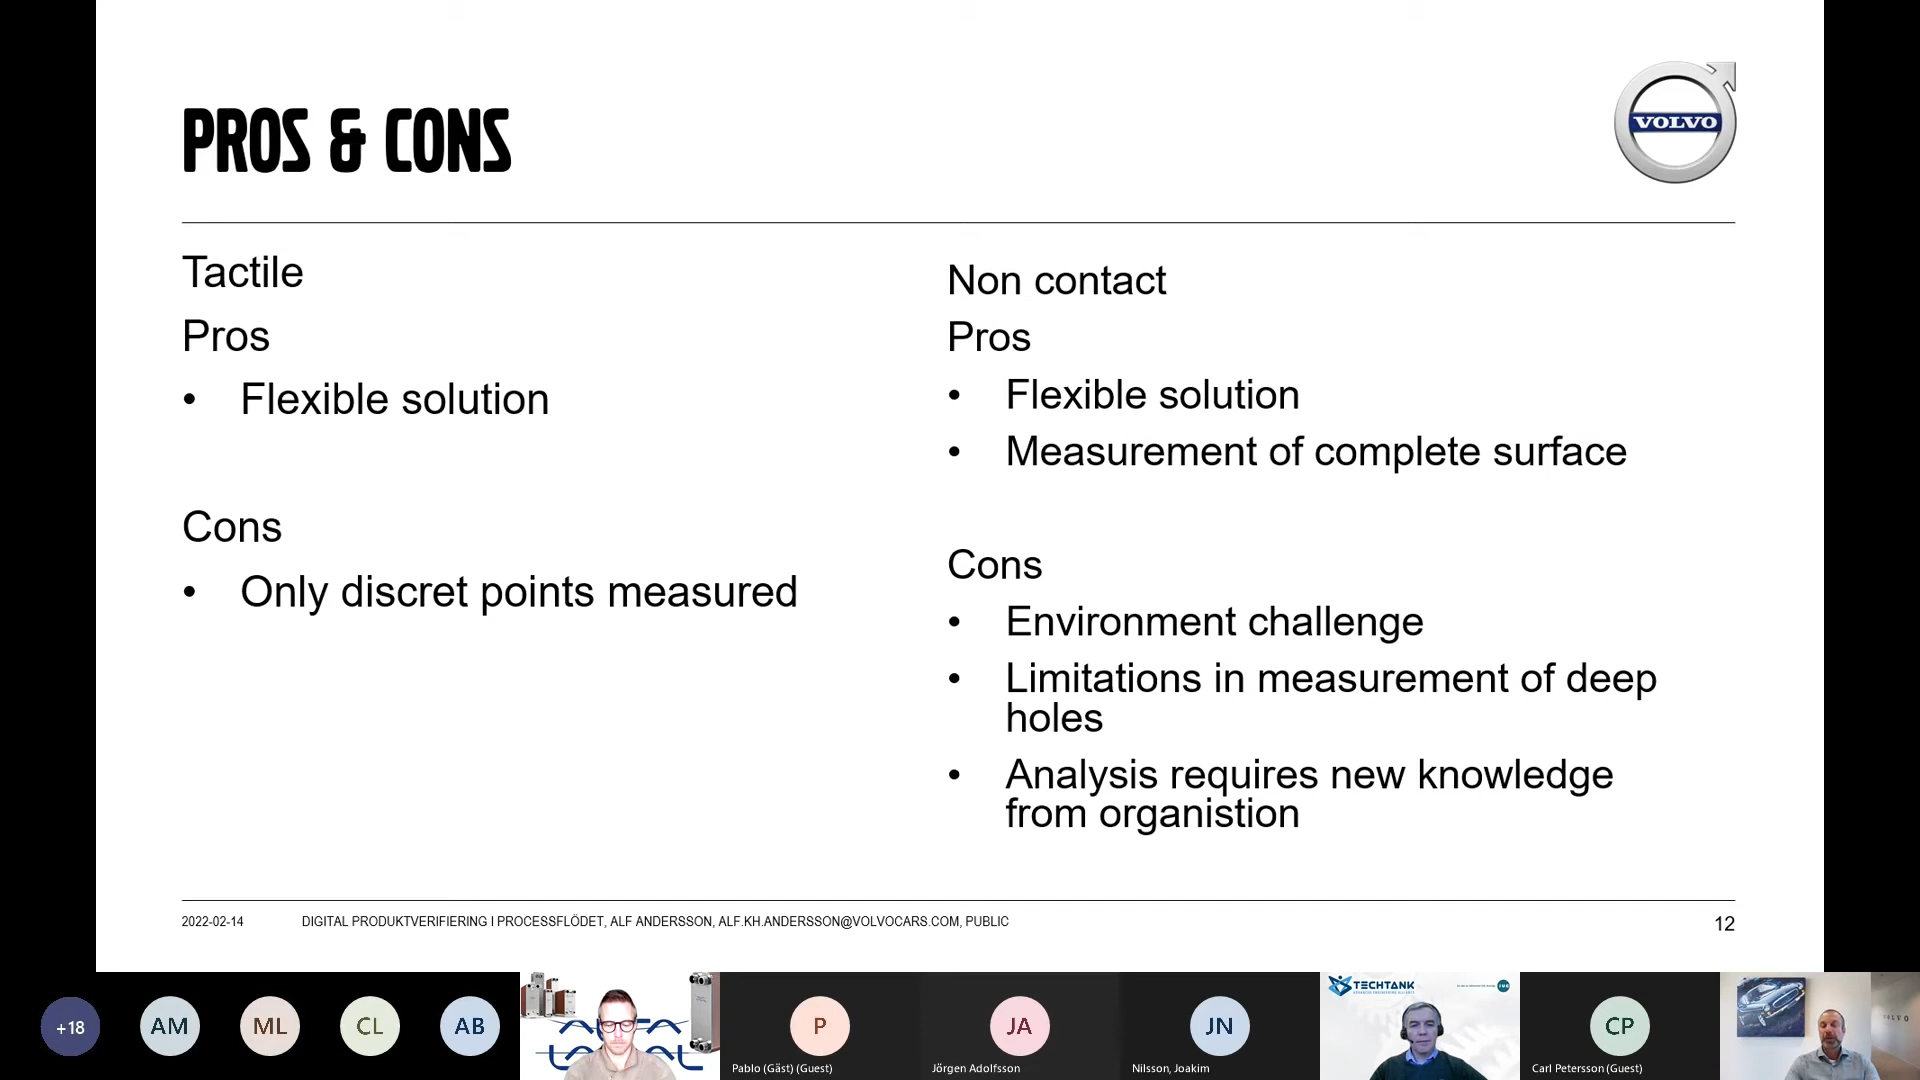 PROS & CONS
VOLVO
Tactile
Pros
• Flexible solution
Cons
• Only discret points measured
Non contact
Pros
• Flexible solution
• Measurement of complete surface
Cons
• Environment challenge
• Limitations in measurement of deep
holes
• Analysis requires new knowledge
from organistion
2022-02-14
DIGITAL PRODUKTVERIFIERING I PROCESSFLÖDET, ALF ANDERSSON, ALF.KH.ANDERSSON@VOLVOCARS.COM, PUBLIC
12
+18
AM
ML
CL
AB
P
Pablo (Gäst) (Guest)
JA
Jörgen Adolfsson
JN
Nilsson, Joakim
TECHTANK
CP
Carl Petersson (Guest)